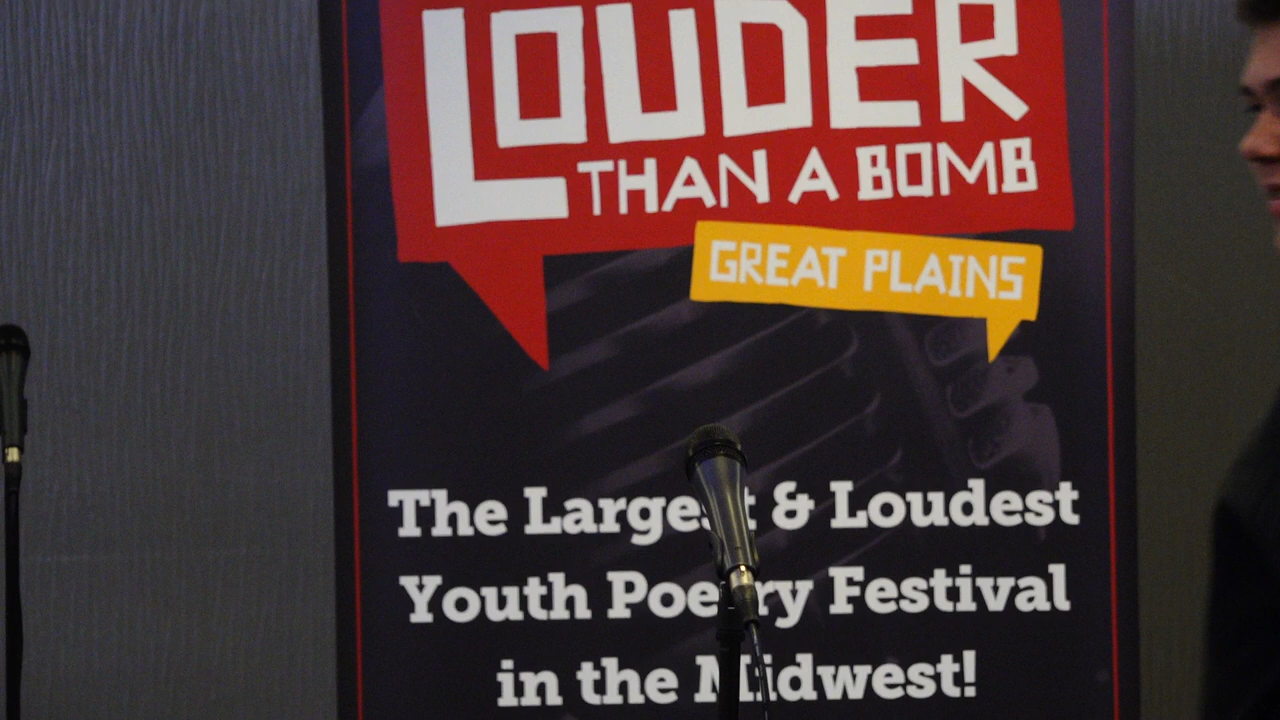 LOUDER
THAN A BOMB
GREAT PLAINS
The Largest & Loudest
Youth Poetry Festival
in the Midwest!